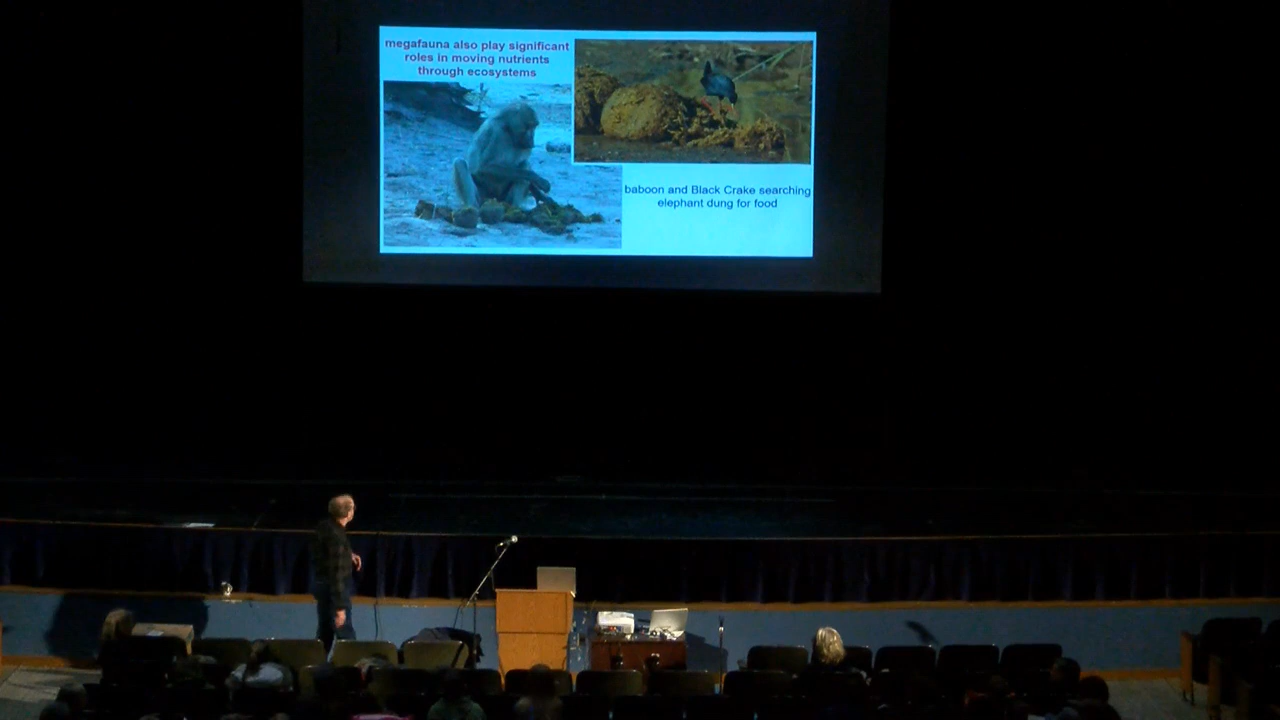 megafauna also play significant
roles in moving nutrients
through ecosystems
baboon and Black Crake searching
elephant dung for food